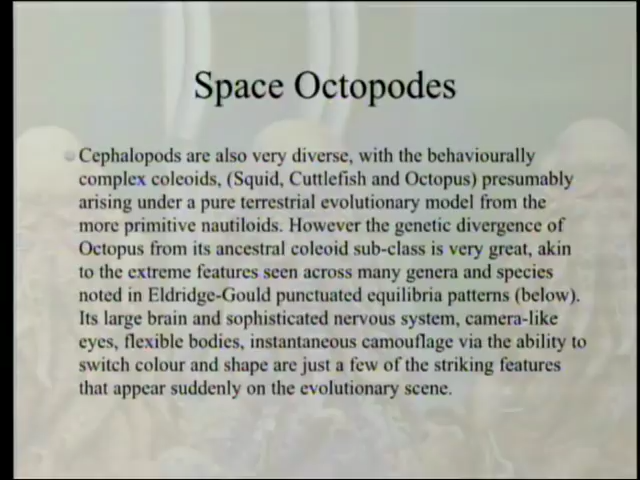 Space Octopodes
Cephalopods are also very diverse, with the behaviourally
complex coleoids, (Squid, Cuttlefish and Octopus) presumably
arising under a pure terrestrial evolutionary model from the
more primitive nautiloids. However the genetic divergence of
Octopus from its ancestral coleoid sub-class is very great, akin
to the extreme features seen across many genera and species
noted in Eldridge-Gould punctuated equilibria patterns (below).
Its large brain and sophisticated nervous system, camera-like
eyes, flexible bodies, instantaneous camouflage via the ability to
switch colour and shape are just a few of the striking features
that appear suddenly on the evolutionary scene.